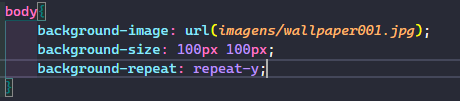 body{
background-image: url(imagens/wallpaper001.jpg);
background-size: 100px 100px;
background-repeat: repeat-y;
}